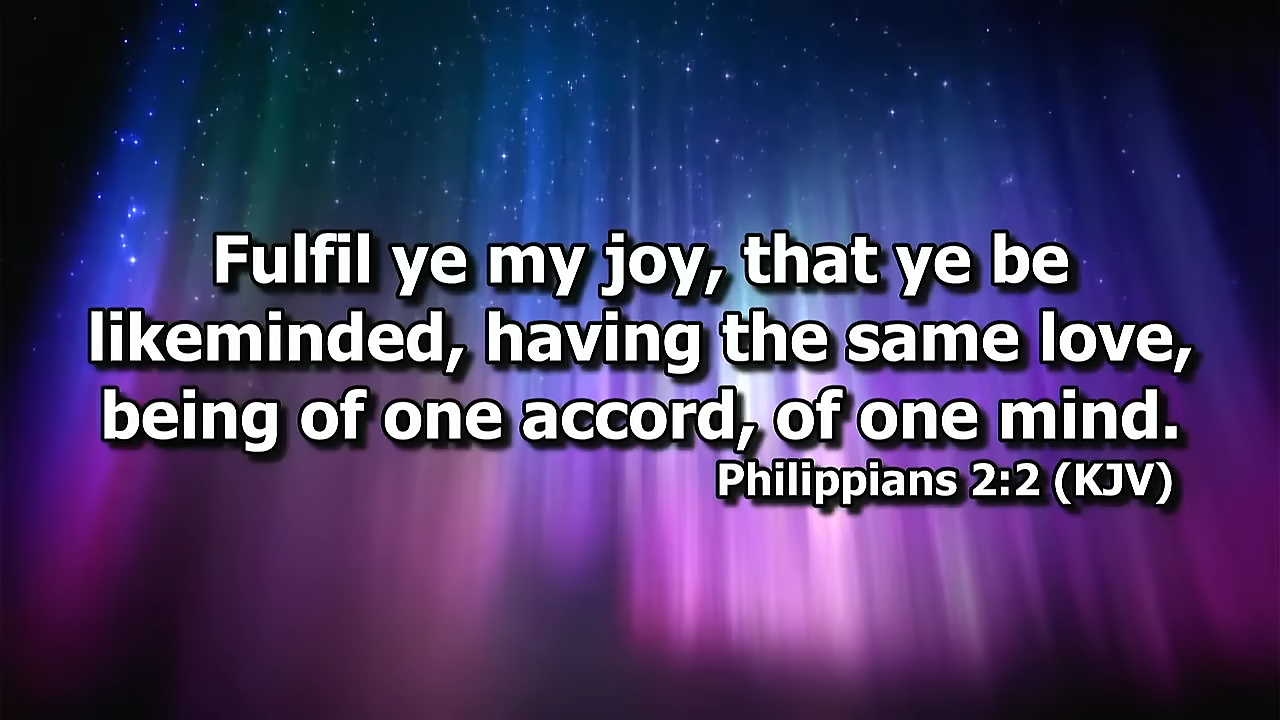 Fulfil ye my joy, that ye be
likeminded, having the same love,
being of one accord, of one mind.
Philippians 2:2 (KJV)